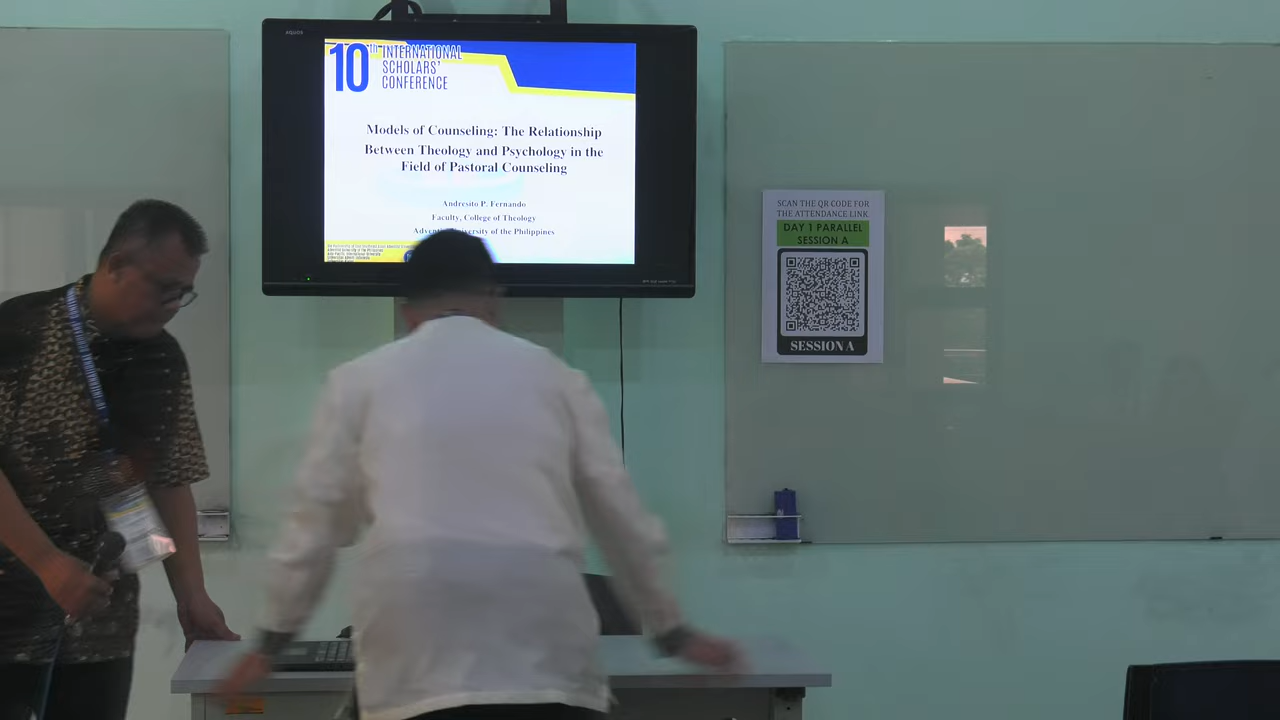 AQUOS
10th INTERNATIONAL
SCHOLARS'
CONFERENCE
Models of Counseling: The Relationship
Between Theology and Psychology in the
Field of Pastoral Counseling
Andresito P. Fernando
Faculty, College of Theology
University of the Philippines
SCAN THE QR CODE FOR
THE ATTENDANCE LINK
DAY 1 PARALLEL
SESSION A
SESSION A